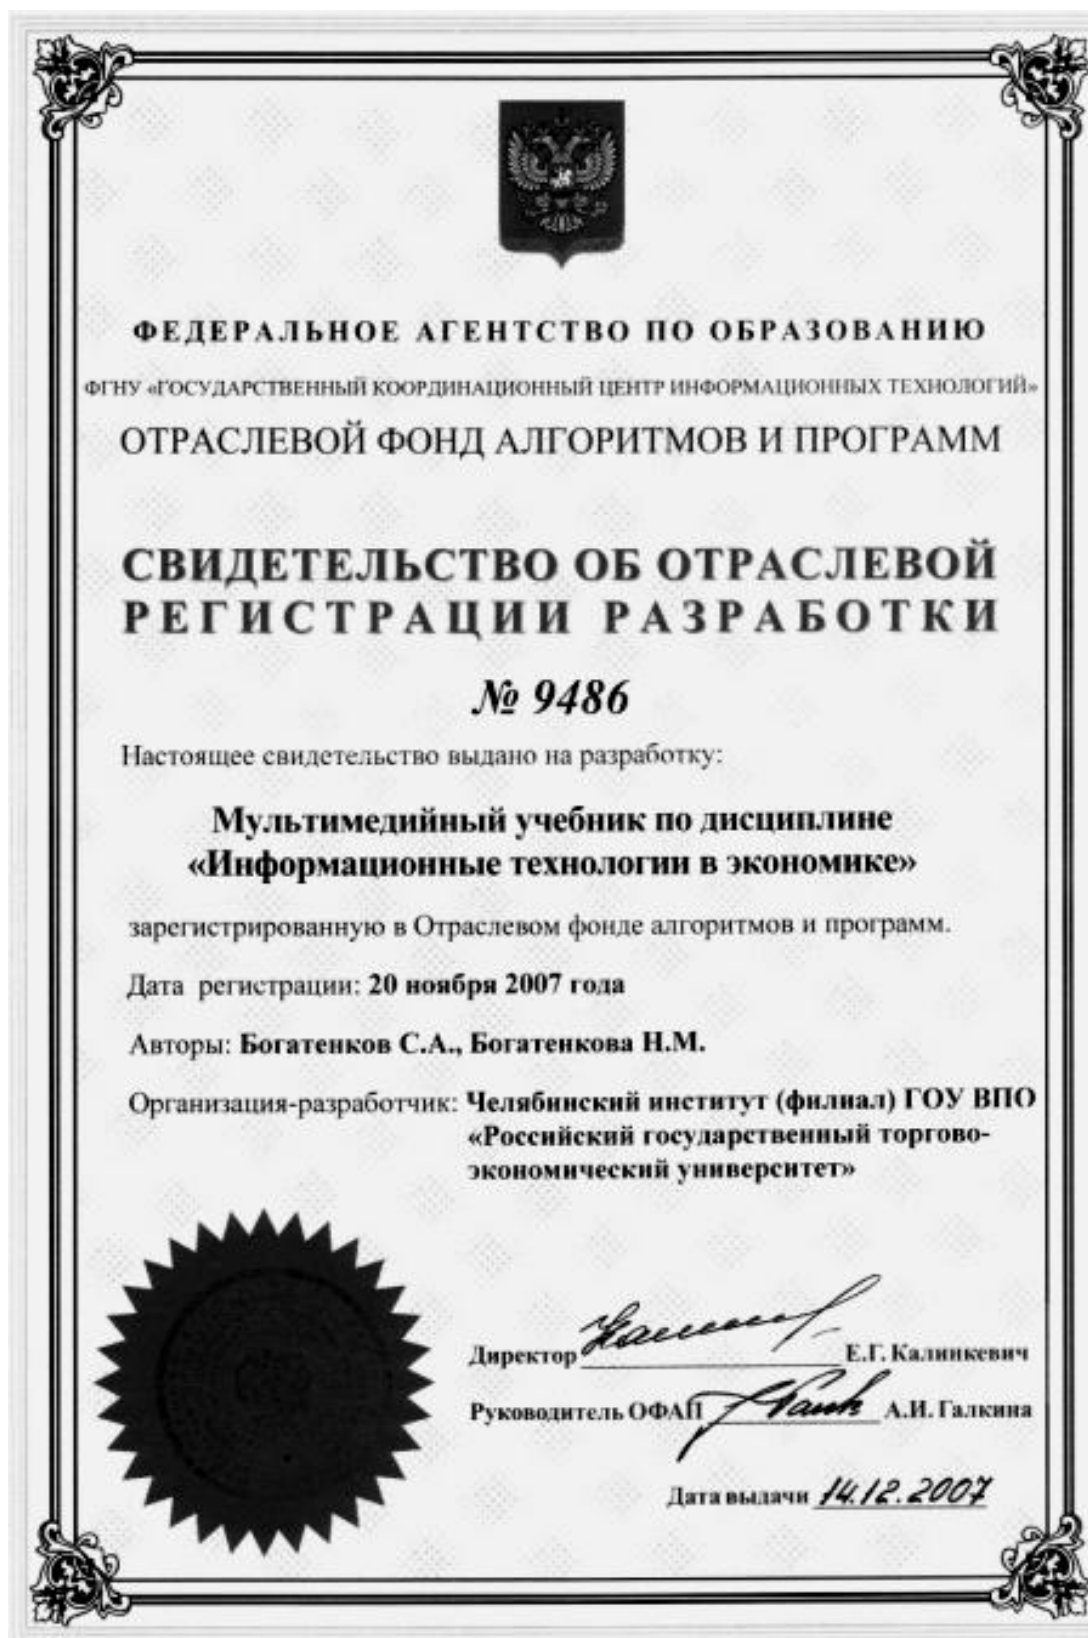 ФЕДЕРАЛЬНОЕ АГЕНТСТВО ПО ОБРАЗОВАНИЮ
ФГНУ «ГОСУДАРСТВЕННЫЙ КООРДИНАЦИОННЫЙ ЦЕНТР ИНФОРМАЦИОННЫХ ТЕХНОЛОГИЙ»
ОТРАСЛЕВОЙ ФОНД АЛГОРИТМОВ И ПРОГРАММ
СВИДЕТЕЛЬСТВО ОБ ОТРАСЛЕВОЙ
РЕГИСТРАЦИИ РАЗРАБОТКИ
№ 9486
Настоящее свидетельство выдано на разработку:
Мультимедийный учебник по дисциплине
«Информационные технологии в экономике»
зарегистрированную в Отраслевом фонде алгоритмов и программ.
Дата регистрации: 20 ноября 2007 года
Авторы: Богатенков С.А., Богатенкова Н.М.
Организация-разработчик: Челябинский институт (филиал) ГОУ ВПО
«Российский государственный торгово-
экономический университет»
Директор Е.Г. Калинкевич
Руководитель ОФАП А.И. Галкина
Дата выдачи 14.12.2007